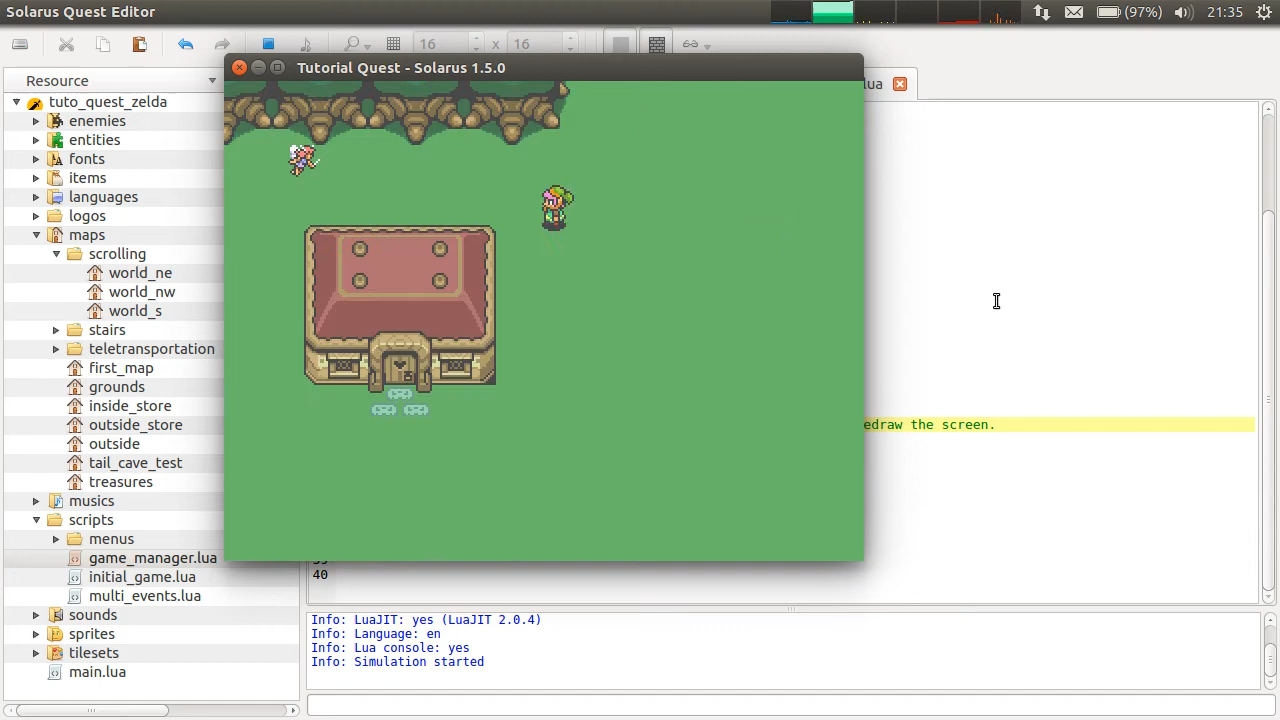 Solarus Quest Editor
(97%) 21:35
16 x 16
Resource
Tutorial Quest - Solarus 1.5.0
lua
tuto_quest_zelda
enemies
entities
fonts
items
languages
logos
maps
scrolling
world_ne
world_nw
world_s
stairs
teletransportation
first_map
grounds
inside_store
outside_store
outside
tail_cave_test
treasures
musics
scripts
menus
game_manager.lua
initial_game.lua
multi_events.lua
sounds
sprites
tilesets
main.lua
edraw the screen.
40
Info: LuaJIT: yes (LuaJIT 2.0.4)
Info: Language: en
Info: Lua console: yes
Info: Simulation started